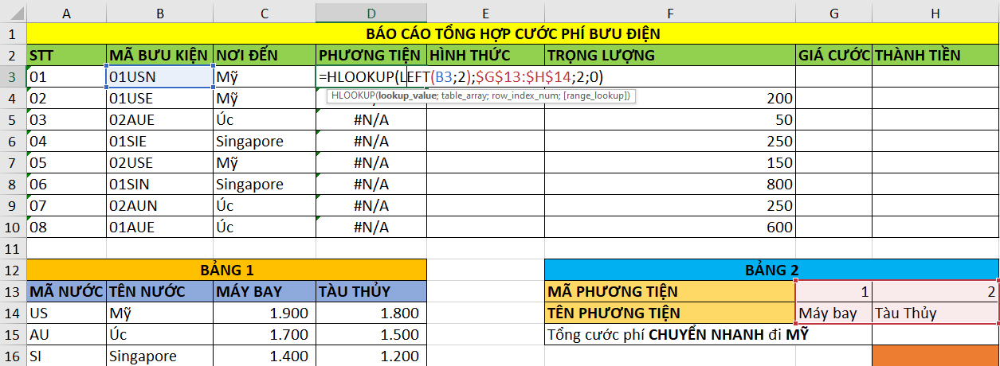 A B C D E F G H
1 BÁO CÁO TỔNG HỢP CƯỚC PHÍ BƯU ĐIỆN
2 STT MÃ BƯU KIỆN NƠI ĐẾN PHƯƠNG TIỆN HÌNH THỨC TRỌNG LƯỢNG GIÁ CƯỚC THÀNH TIỀN
3 01 01USN Mỹ =HLOOKUP(LEFT(B3;2);$G$13:$H$14;2;0)
HLOOKUP(lookup_value; table_array; row_index_num; [range_lookup])
4 02 01USE Mỹ 200
5 03 02AUE Úc #N/A 50
6 04 01SIE Singapore #N/A 250
7 05 02USE Mỹ #N/A 150
8 06 01SIN Singapore #N/A 800
9 07 02AUN Úc #N/A 250
10 08 01AUE Úc #N/A 600
11
12 BẢNG 1 BẢNG 2
13 MÃ NƯỚC TÊN NƯỚC MÁY BAY TÀU THỦY MÃ PHƯƠNG TIỆN 1 2
14 US Mỹ 1.900 1.800 TÊN PHƯƠNG TIỆN Máy bay Tàu Thủy
15 AU Úc 1.700 1.500 Tổng cước phí CHUYỂN NHANH đi MỸ
16 SI Singapore 1.400 1.200